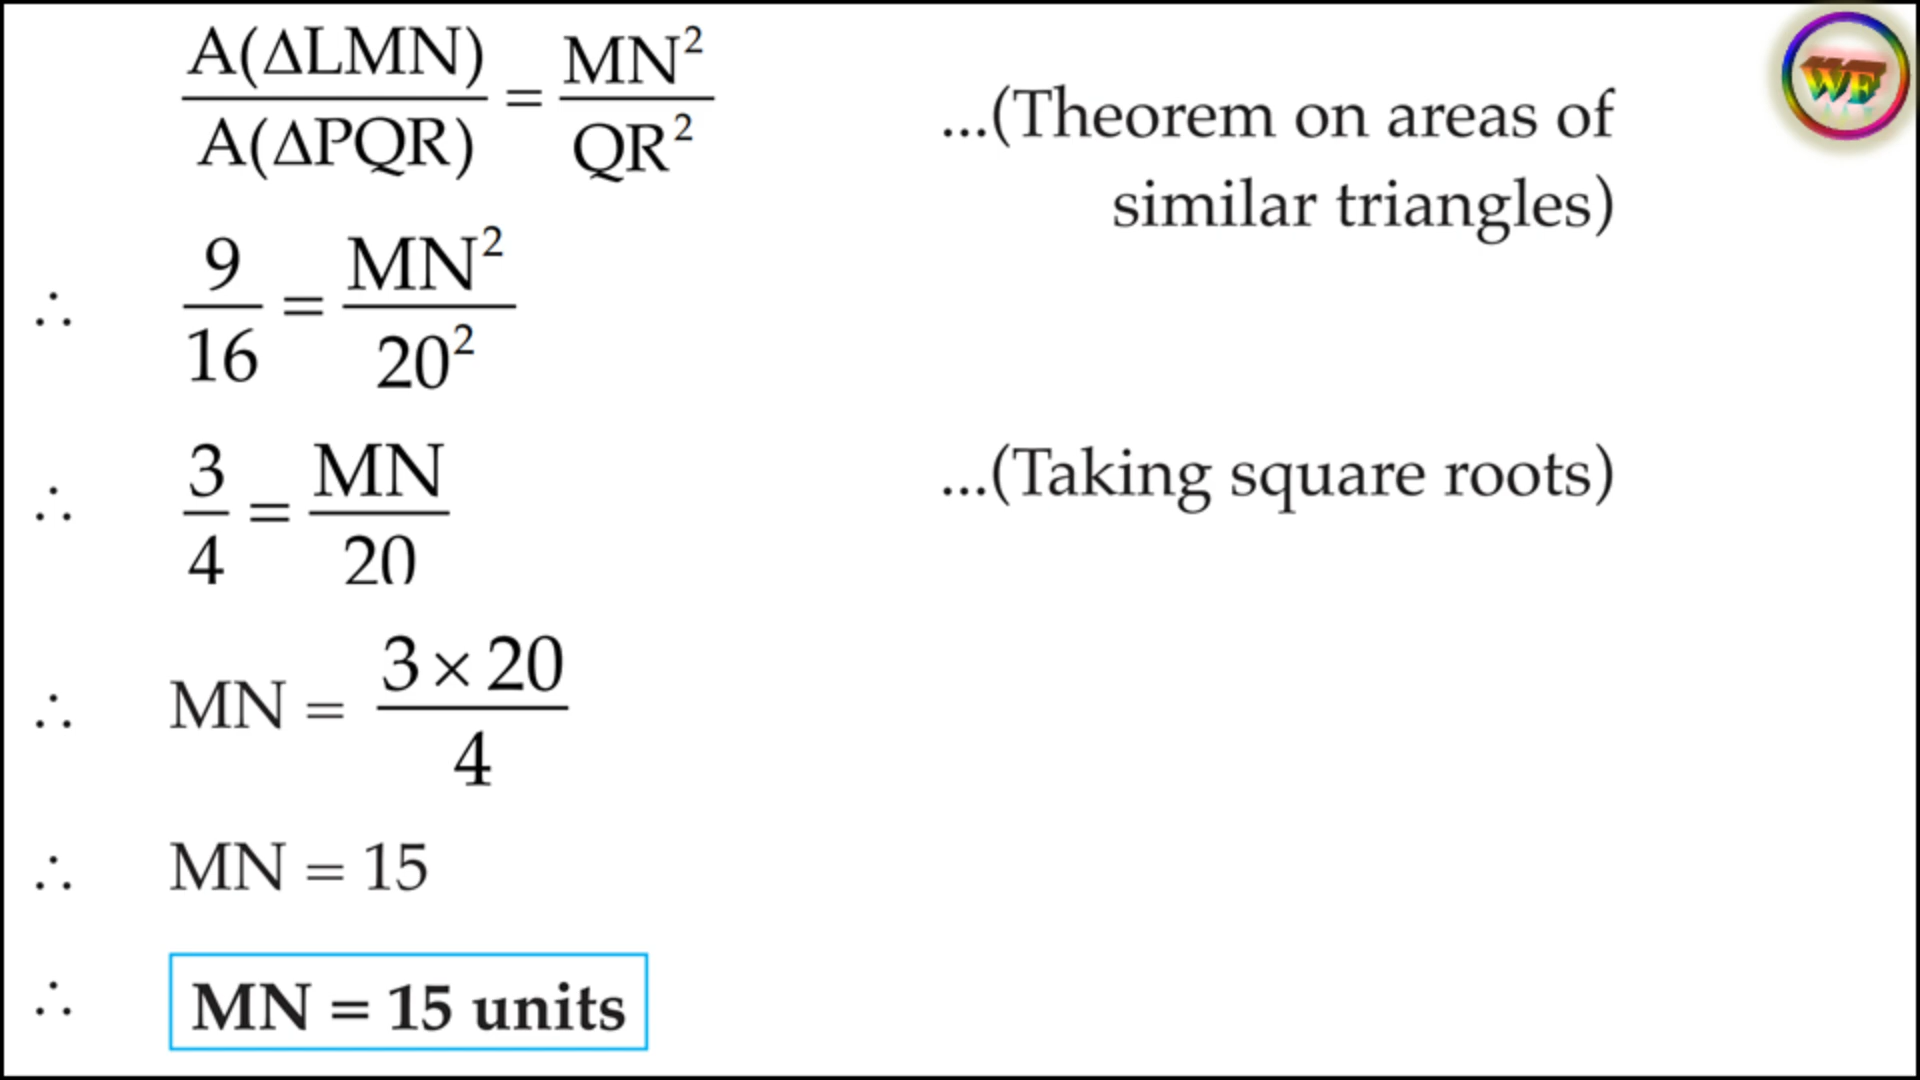 A(ΔLMN)/A(ΔPQR) = MN²/QR² ...(Theorem on areas of
similar triangles)
∴ 9/16 = MN²/20²
∴ 3/4 = MN/20 ...(Taking square roots)
∴ MN = 3×20/4
∴ MN = 15
∴ MN = 15 units
WE